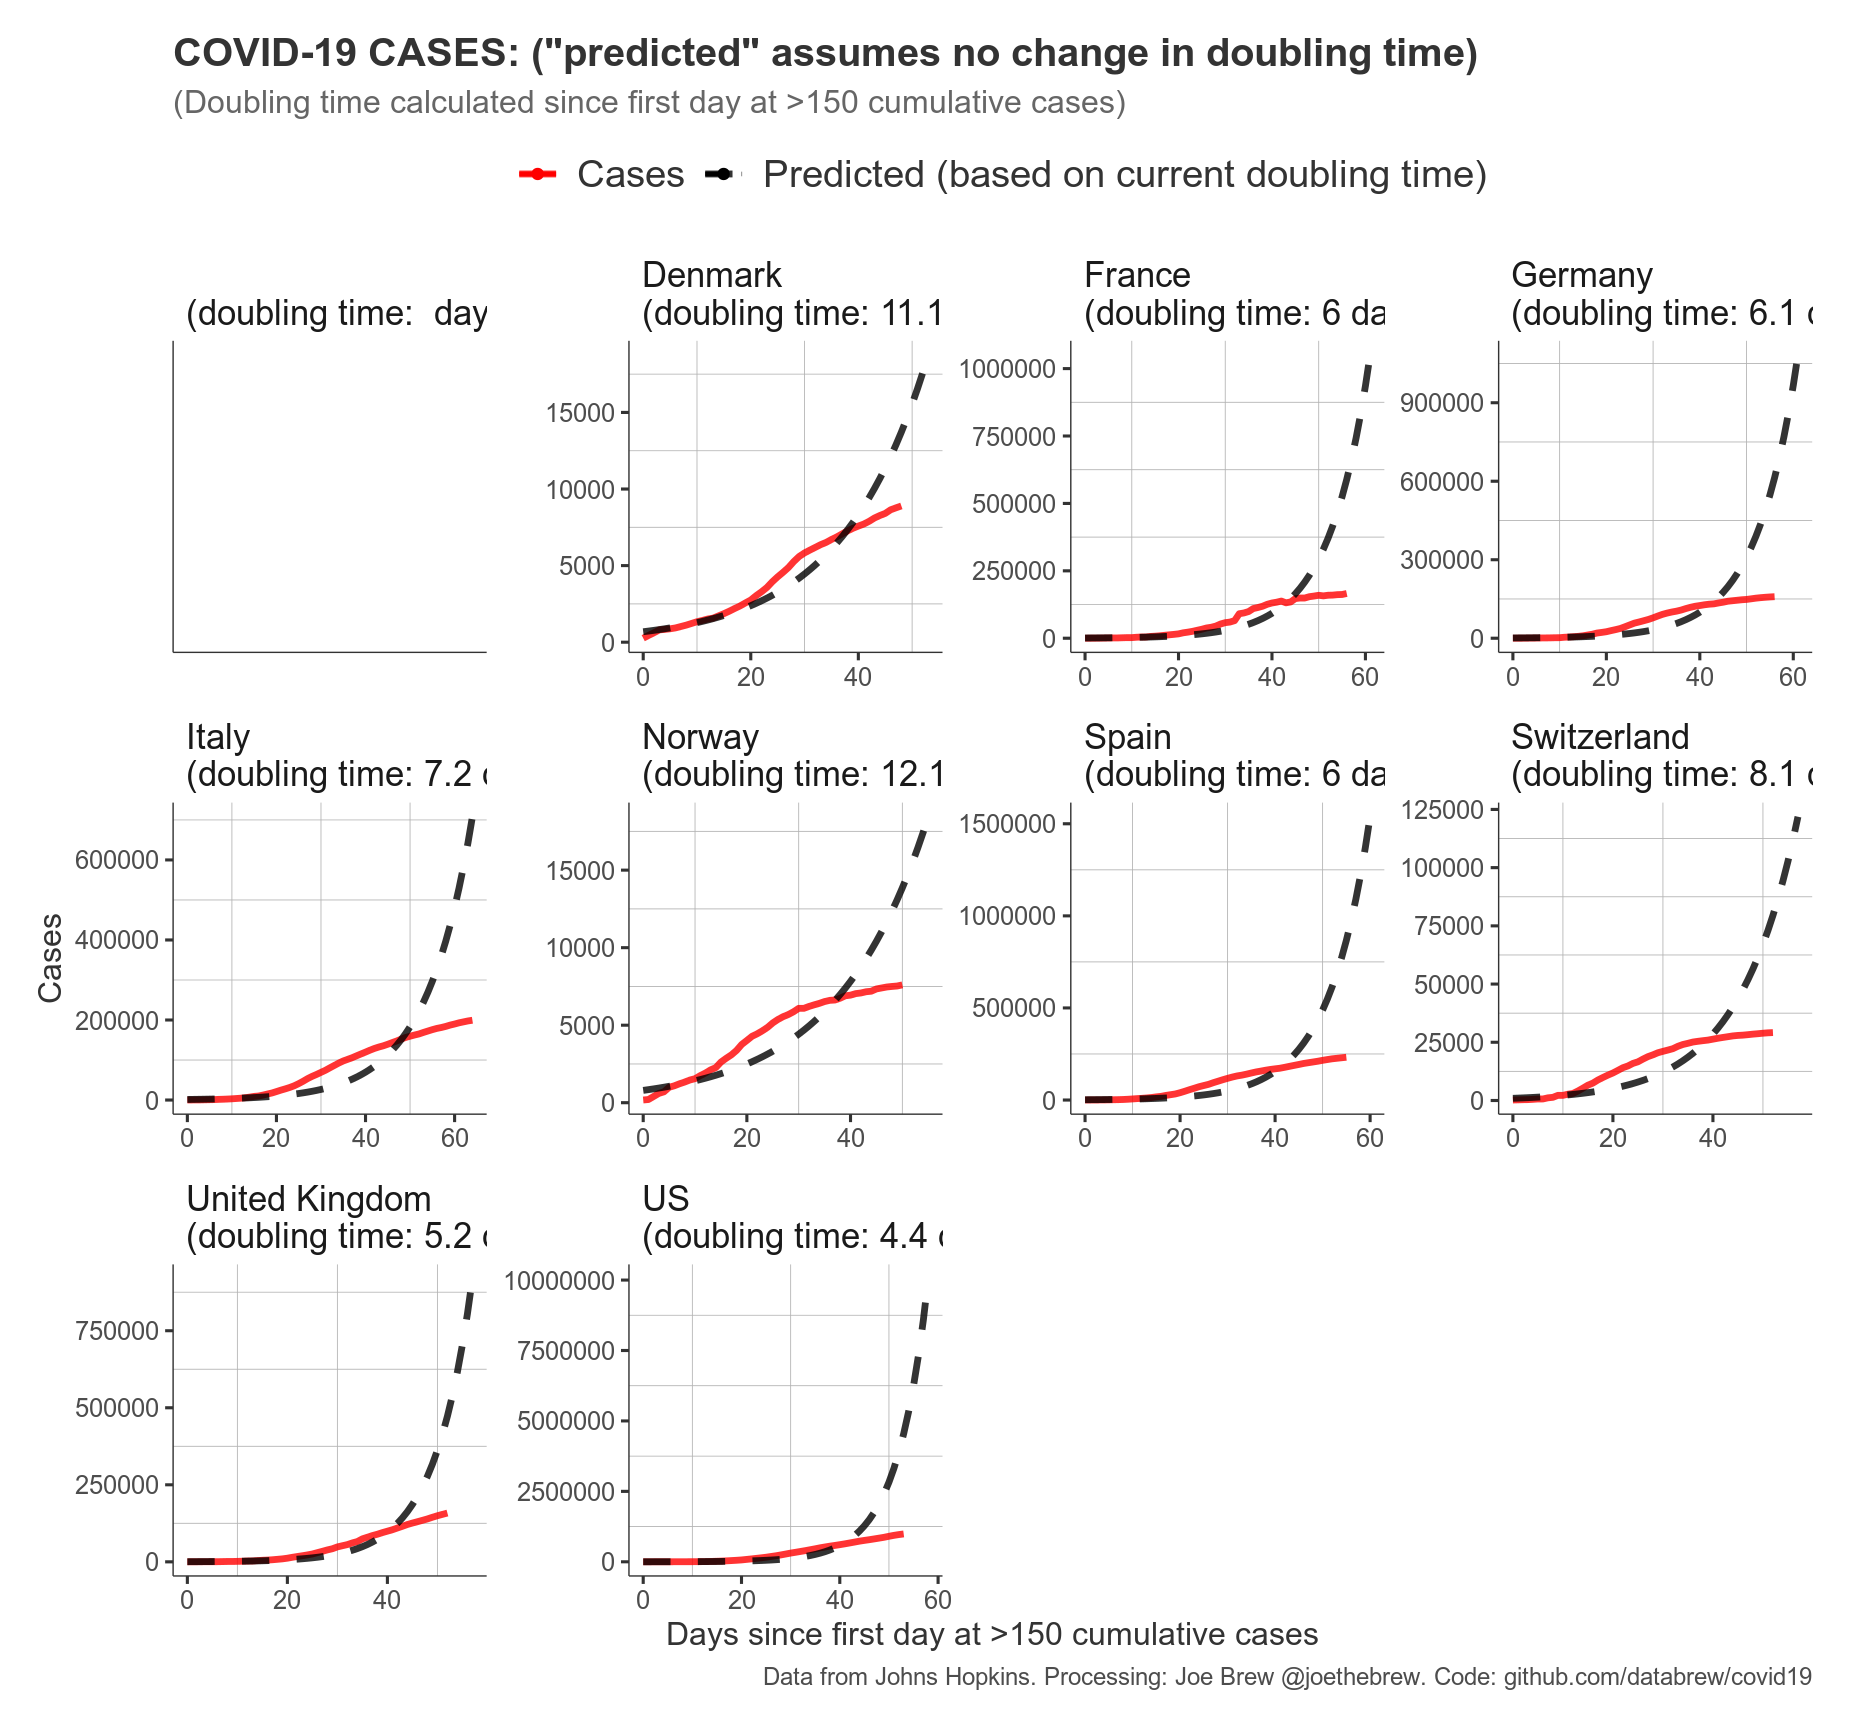 COVID-19 CASES: ("predicted" assumes no change in doubling time)
(Doubling time calculated since first day at >150 cumulative cases)
Cases
Predicted (based on current doubling time)
(doubling time:  day
Denmark
(doubling time: 11.1
15000
10000
5000
0
0 20 40
France
(doubling time: 6 da
1000000
750000
500000
250000
0
0 20 40 60
Germany
(doubling time: 6.1
900000
600000
300000
0
0 20 40 60
Cases
Italy
(doubling time: 7.2
600000
400000
200000
0
0 20 40 60
Norway
(doubling time: 12.1
15000
10000
5000
0
0 20 40
Spain
(doubling time: 6 da
1500000
1000000
500000
0
0 20 40 60
Switzerland
(doubling time: 8.1
125000
100000
75000
50000
25000
0
0 20 40
United Kingdom
(doubling time: 5.2
750000
500000
250000
0
0 20 40
US
(doubling time: 4.4
10000000
7500000
5000000
2500000
0
0 20 40 60
Days since first day at >150 cumulative cases
Data from Johns Hopkins. Processing: Joe Brew @joethebrew. Code: github.com/databrew/covid19